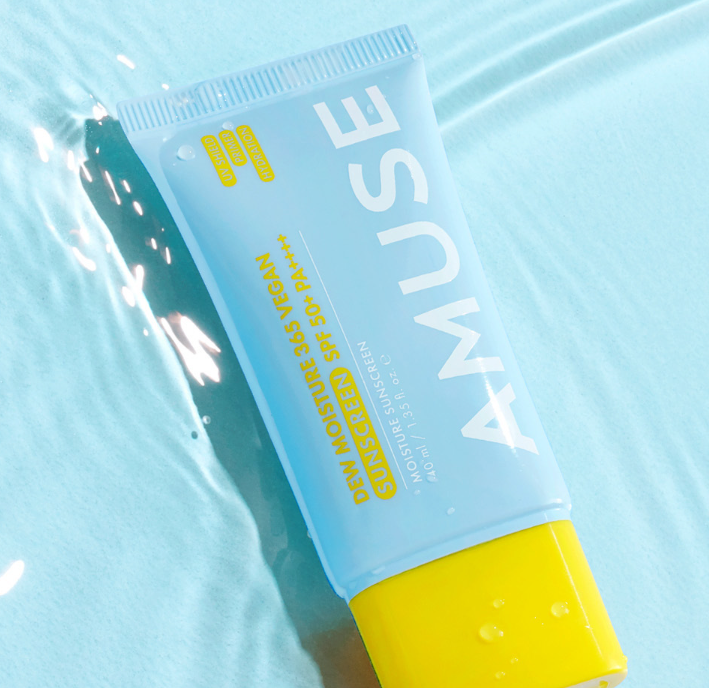 AMUSE
DEW MOISTURE 365 VEGAN
SUNSCREEN SPF 50+ PA++++
MOISTURE SUNSCREEN
40 ml / 1.35 fl oz